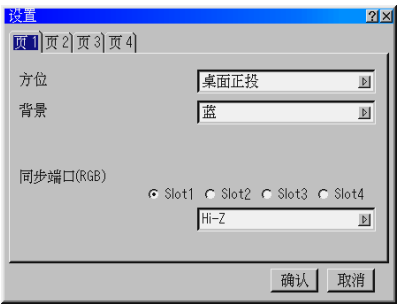 设置
页 1 页 2 页 3 页 4
方位 桌面正投
背景 蓝
同步端口(RGB)
Slot1 Slot2 Slot3 Slot4
Hi-Z
确认 取消